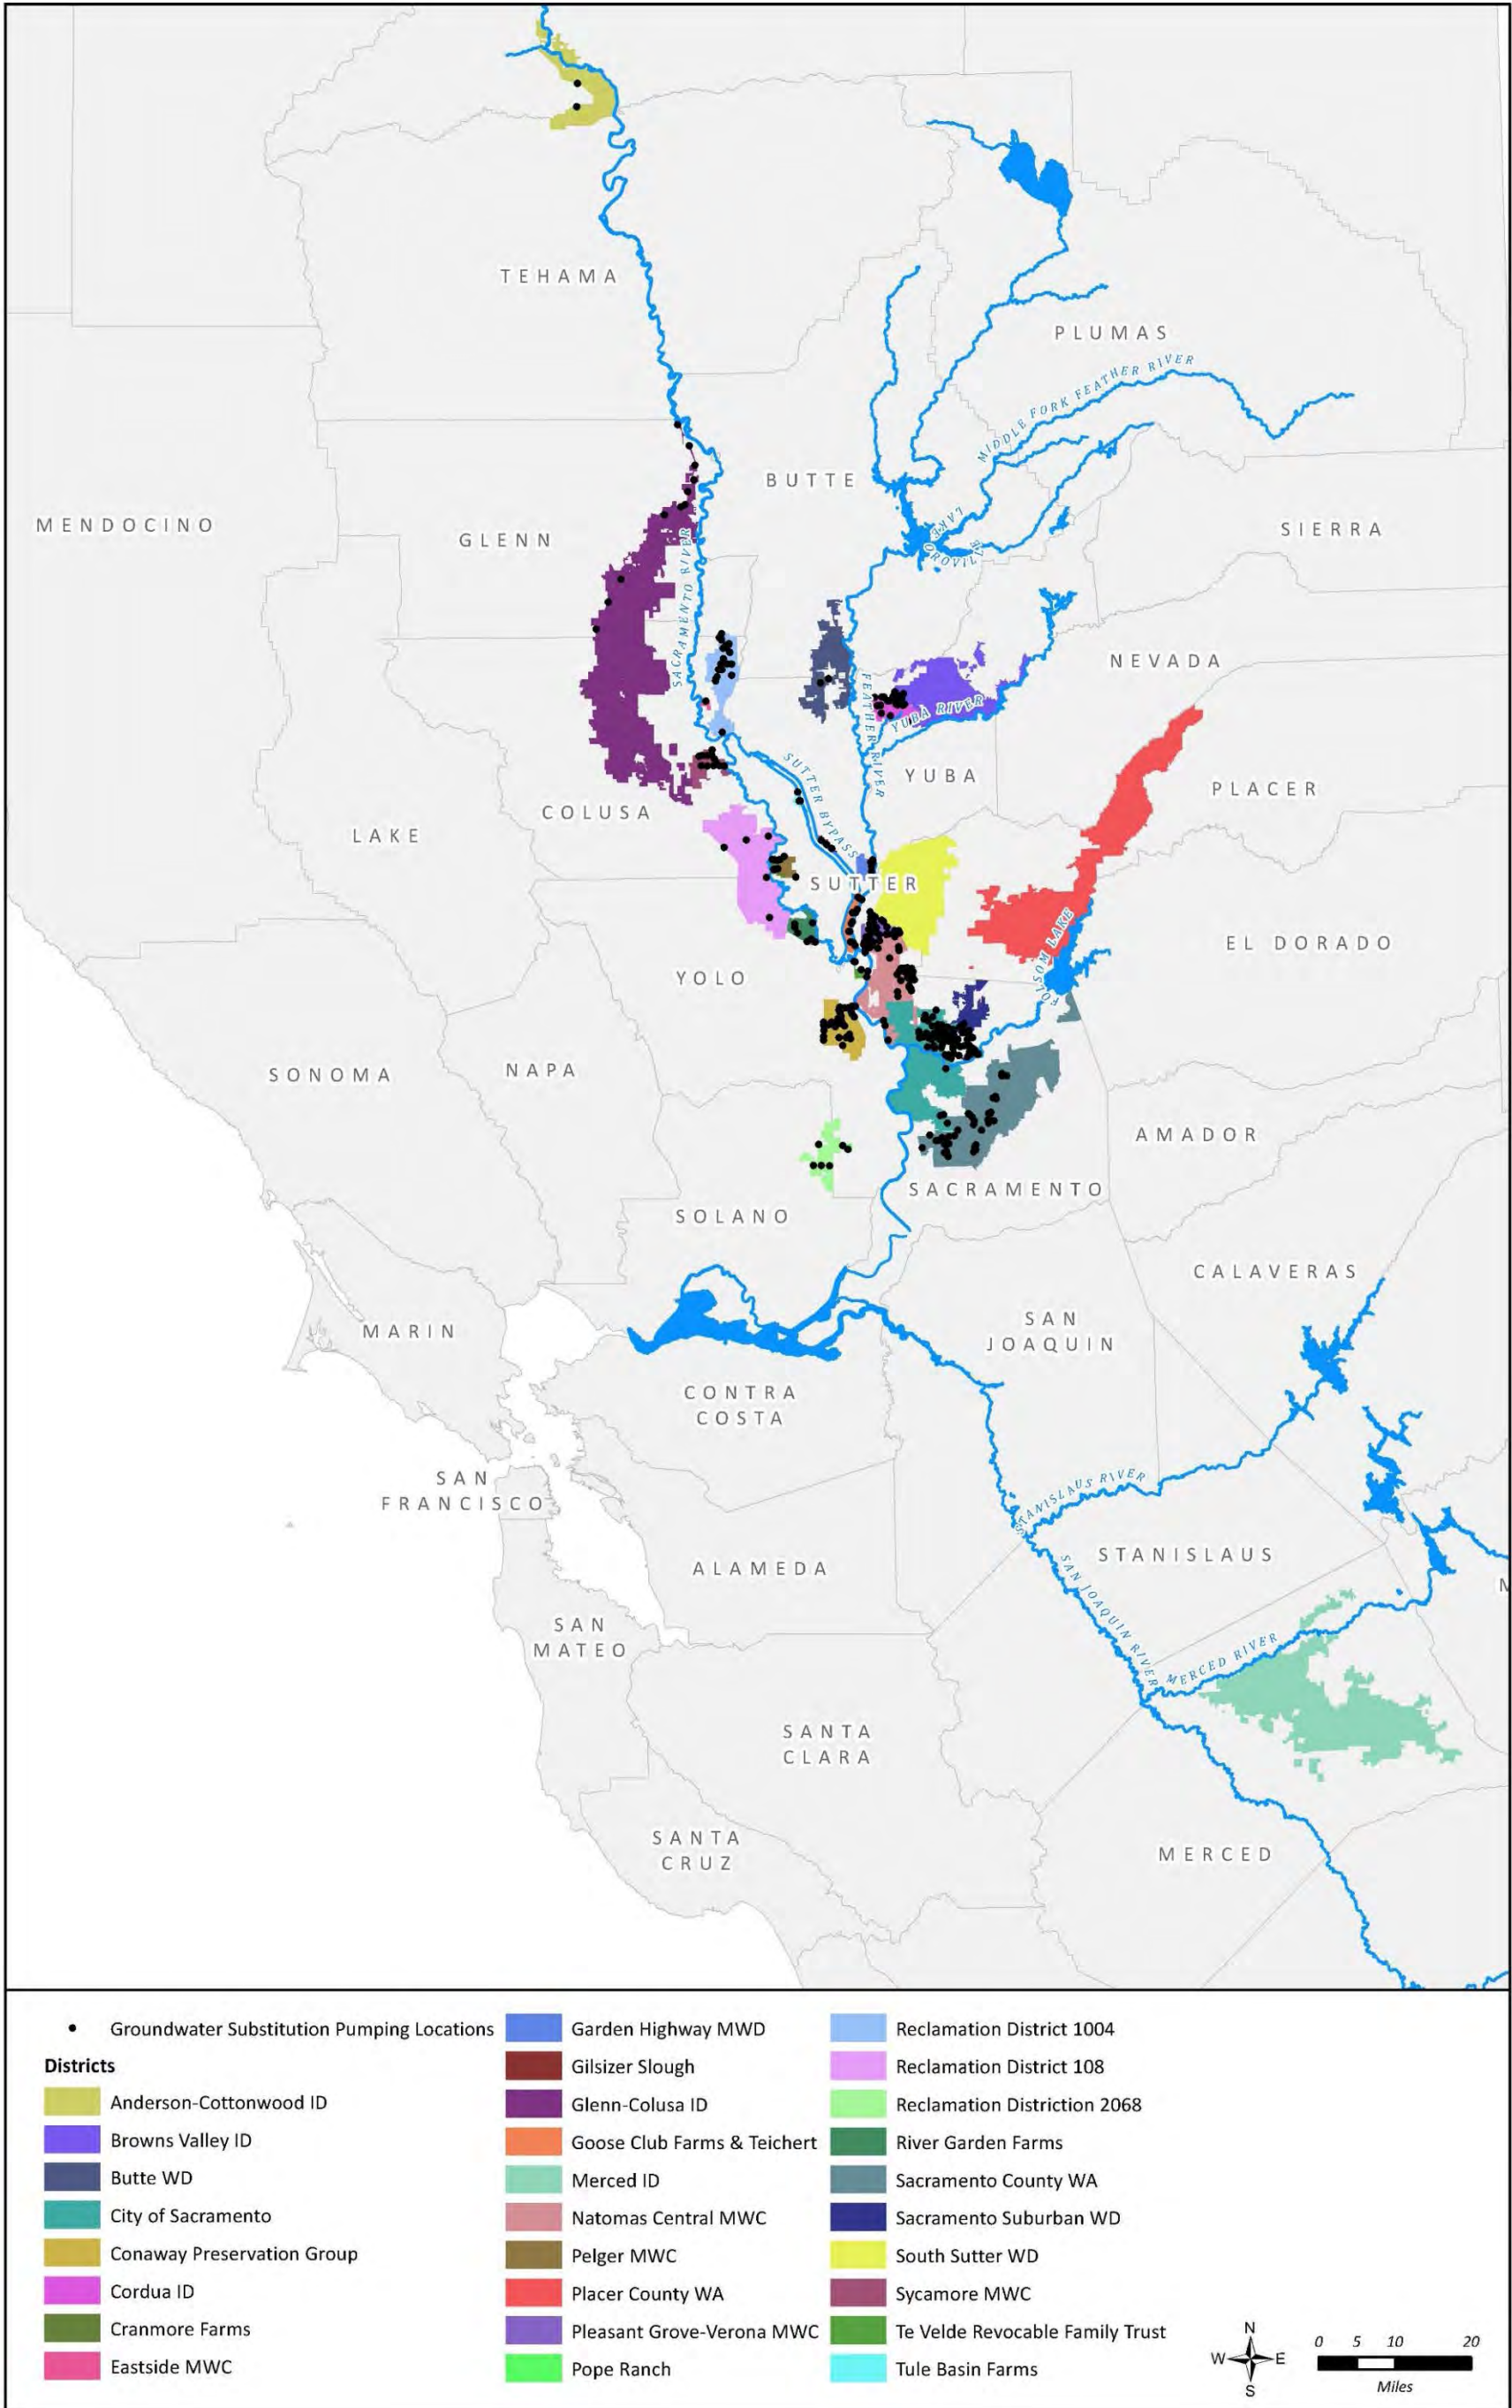 TEHAMA
PLUMAS
MIDDLE FORK FEATHER RIVER
BUTTE
MENDOCINO
GLENN
LAKE
OROVILLE
SIERRA
SACRAMENTO RIVER
NEVADA
FEATHER RIVER
YUBA RIVER
SUTTER BYPASS
YUBA
PLACER
COLUSA
LAKE
SUTTER
FOLSOM LAKE
EL DORADO
YOLO
SONOMA
NAPA
AMADOR
SACRAMENTO
SOLANO
CALAVERAS
MARIN
SAN
JOAQUIN
CONTRA
COSTA
SAN
FRANCISCO
STANISLAUS RIVER
ALAMEDA
STANISLAUS
M
SAN JOAQUIN RIVER
SAN
MATEO
MERCED RIVER
SANTA
CLARA
SANTA
CRUZ
MERCED
Groundwater Substitution Pumping Locations
Districts
Anderson-Cottonwood ID
Browns Valley ID
Butte WD
City of Sacramento
Conaway Preservation Group
Cordua ID
Cranmore Farms
Eastside MWC
Garden Highway MWD
Gilsizer Slough
Glenn-Colusa ID
Goose Club Farms & Teichert
Merced ID
Natomas Central MWC
Pelger MWC
Placer County WA
Pleasant Grove-Verona MWC
Pope Ranch
Reclamation District 1004
Reclamation District 108
Reclamation Distriction 2068
River Garden Farms
Sacramento County WA
Sacramento Suburban WD
South Sutter WD
Sycamore MWC
Te Velde Revocable Family Trust
Tule Basin Farms
N
W E
S
0 5 10 20
Miles